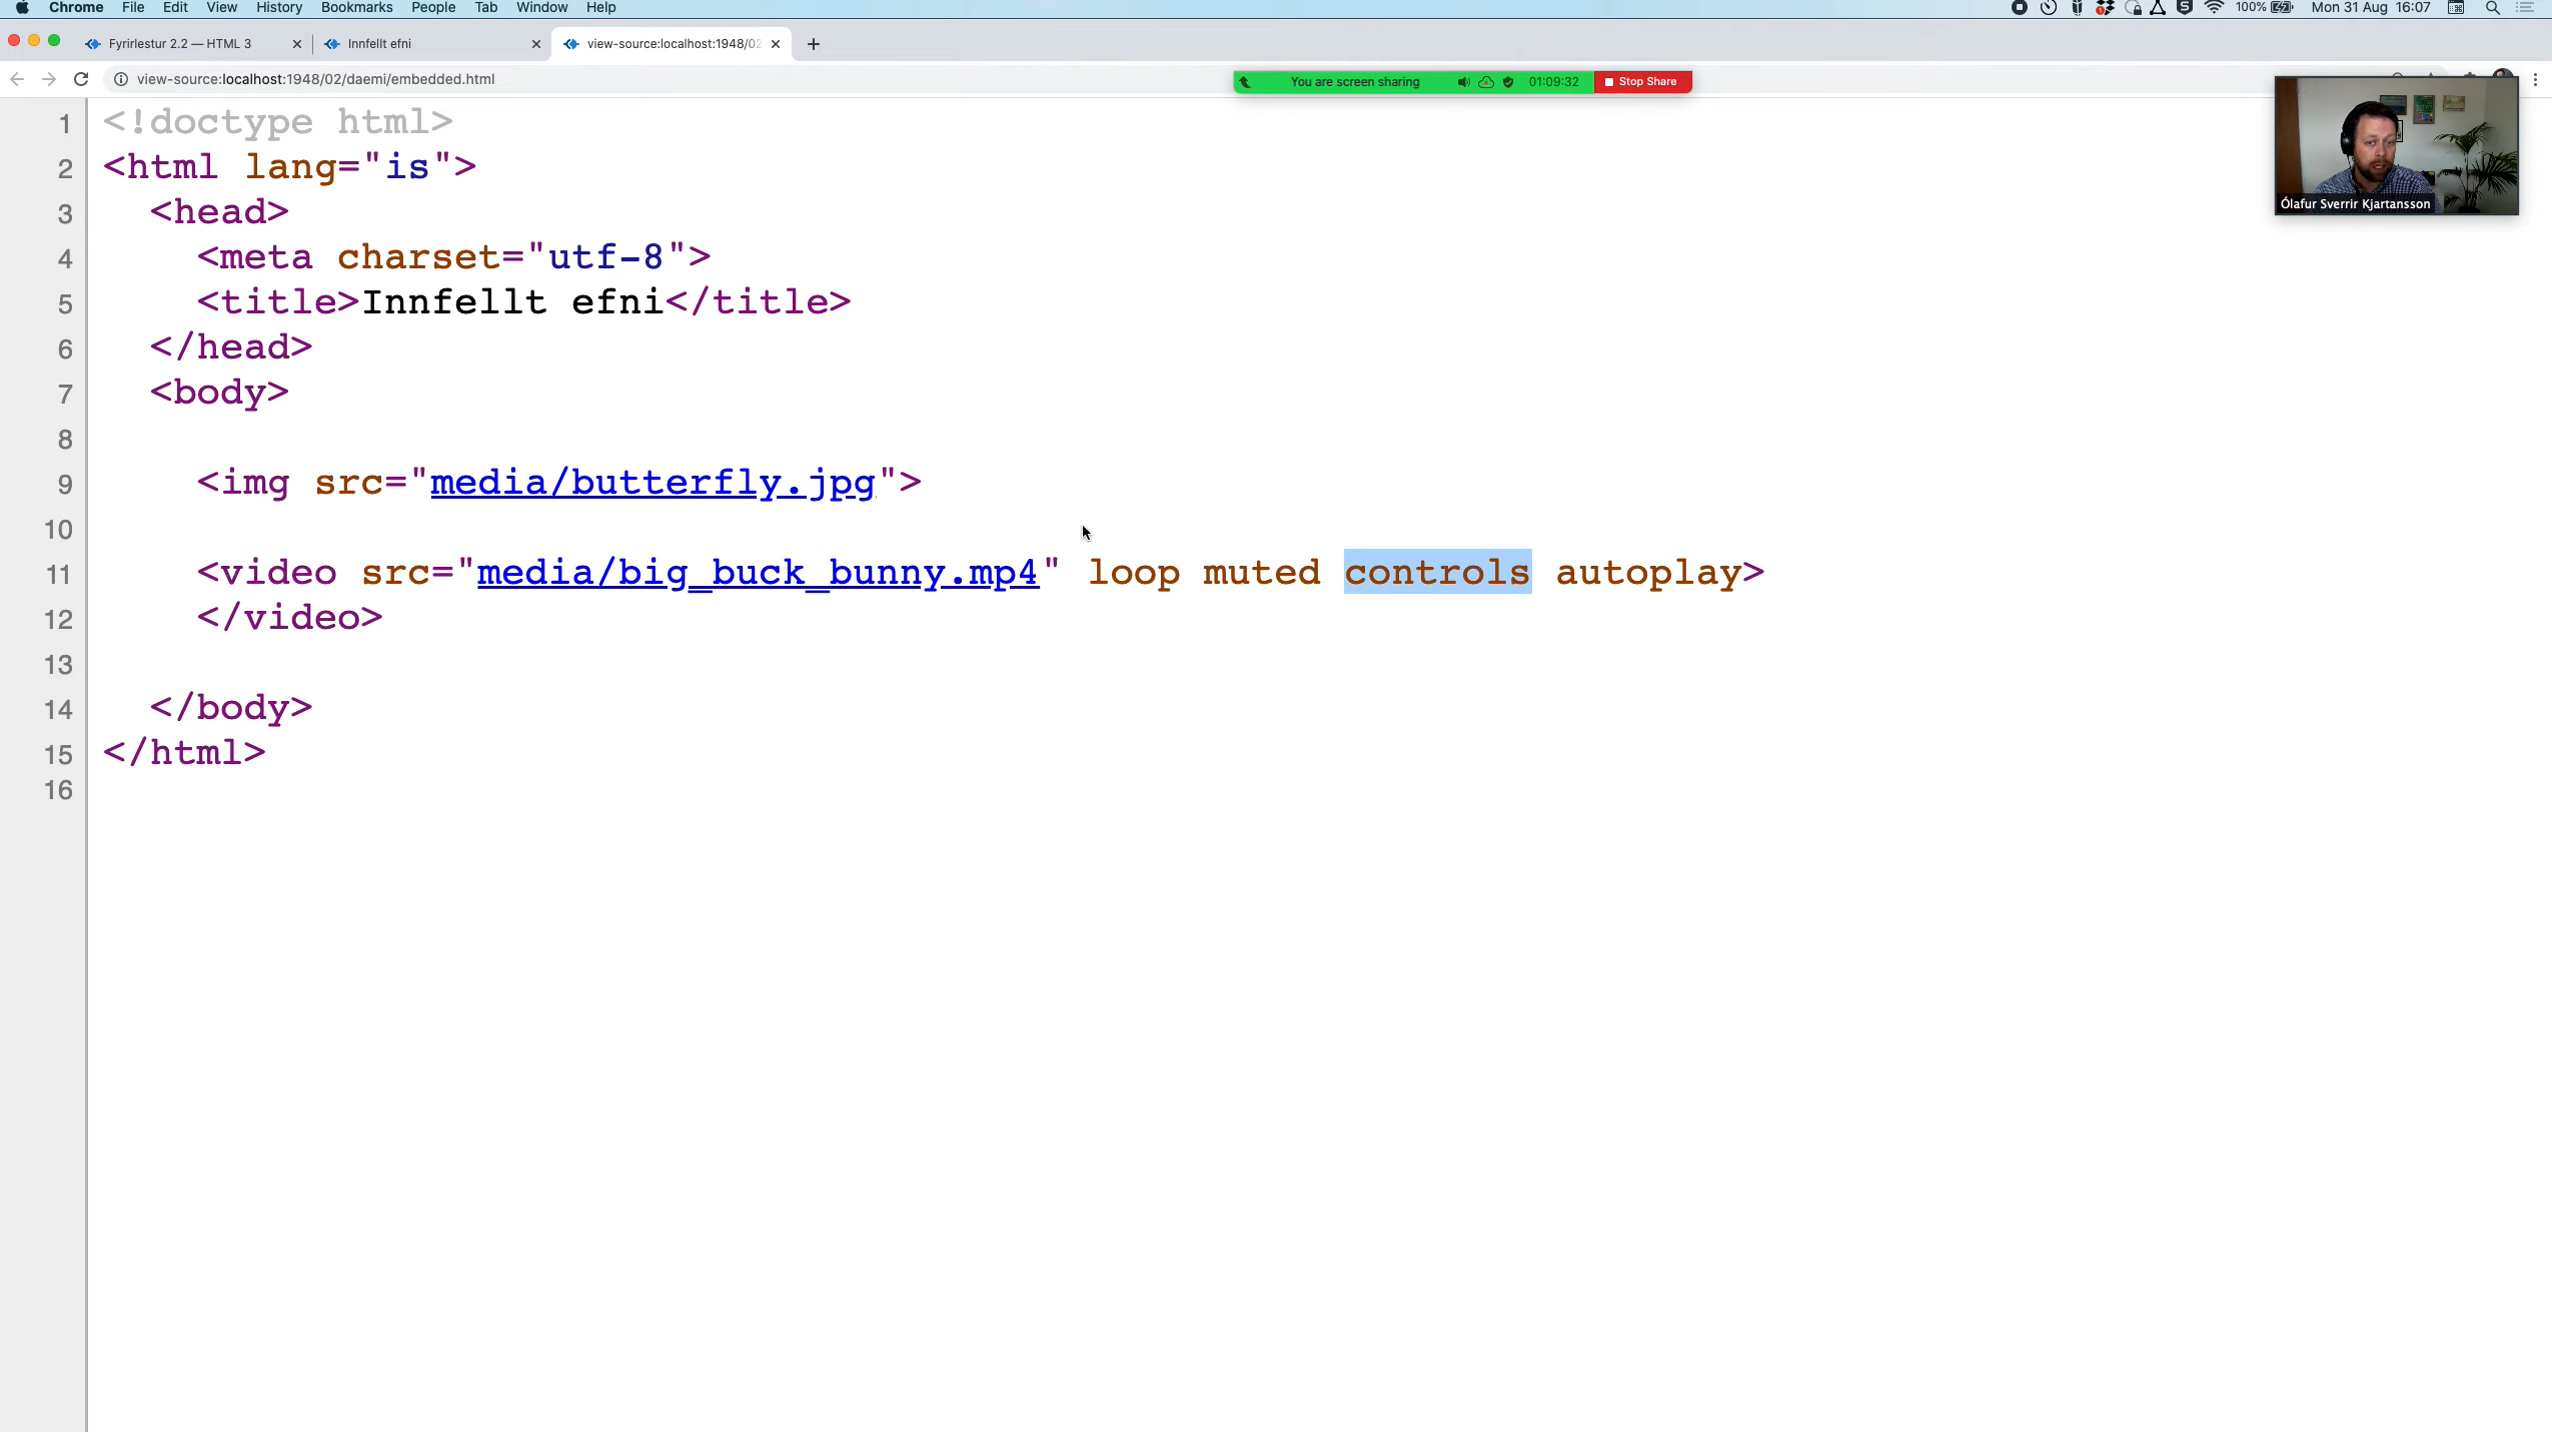 Chrome File Edit View History Bookmarks People Tab Window Help 100% Mon 31 Aug 16:07
Fyrirlestur 2.2 — HTML 3 Innfellt efni view-source:localhost:1948/02
view-source:localhost:1948/02/daemi/embedded.html You are screen sharing 01:09:32 Stop Share
Ólafur Sverrir Kjartansson
1 <!doctype html>
2 <html lang="is">
3 <head>
4 <meta charset="utf-8">
5 <title>Innfellt efni</title>
6 </head>
7 <body>
8
9 <img src="media/butterfly.jpg">
10
11 <video src="media/big_buck_bunny.mp4" loop muted controls autoplay>
12 </video>
13
14 </body>
15 </html>
16